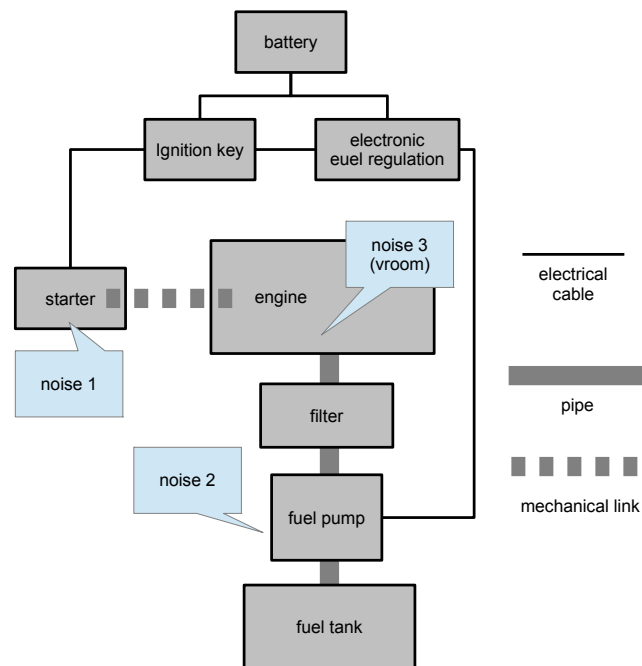 battery
Ignition key
electronic
euel regulation
noise 3
(vroom)
starter
engine
electrical
cable
noise 1
filter
pipe
noise 2
fuel pump
mechanical link
fuel tank